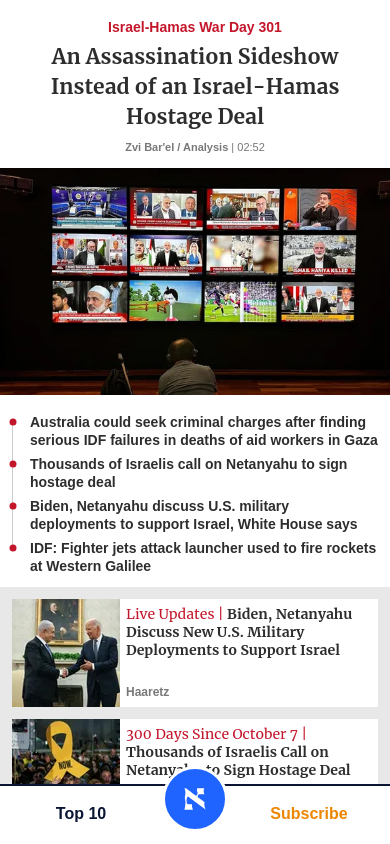 Israel-Hamas War Day 301
An Assassination Sideshow
Instead of an Israel-Hamas
Hostage Deal
Zvi Bar'el / Analysis | 02:52
ISMAIL HANIYA KILLED
Australia could seek criminal charges after finding
serious IDF failures in deaths of aid workers in Gaza
Thousands of Israelis call on Netanyahu to sign
hostage deal
Biden, Netanyahu discuss U.S. military
deployments to support Israel, White House says
IDF: Fighter jets attack launcher used to fire rockets
at Western Galilee
Live Updates | Biden, Netanyahu
Discuss New U.S. Military
Deployments to Support Israel
Haaretz
NOW.
300 Days Since October 7 |
Thousands of Israelis Call on
Netanyahu to Sign Hostage Deal
Top 10
Subscribe